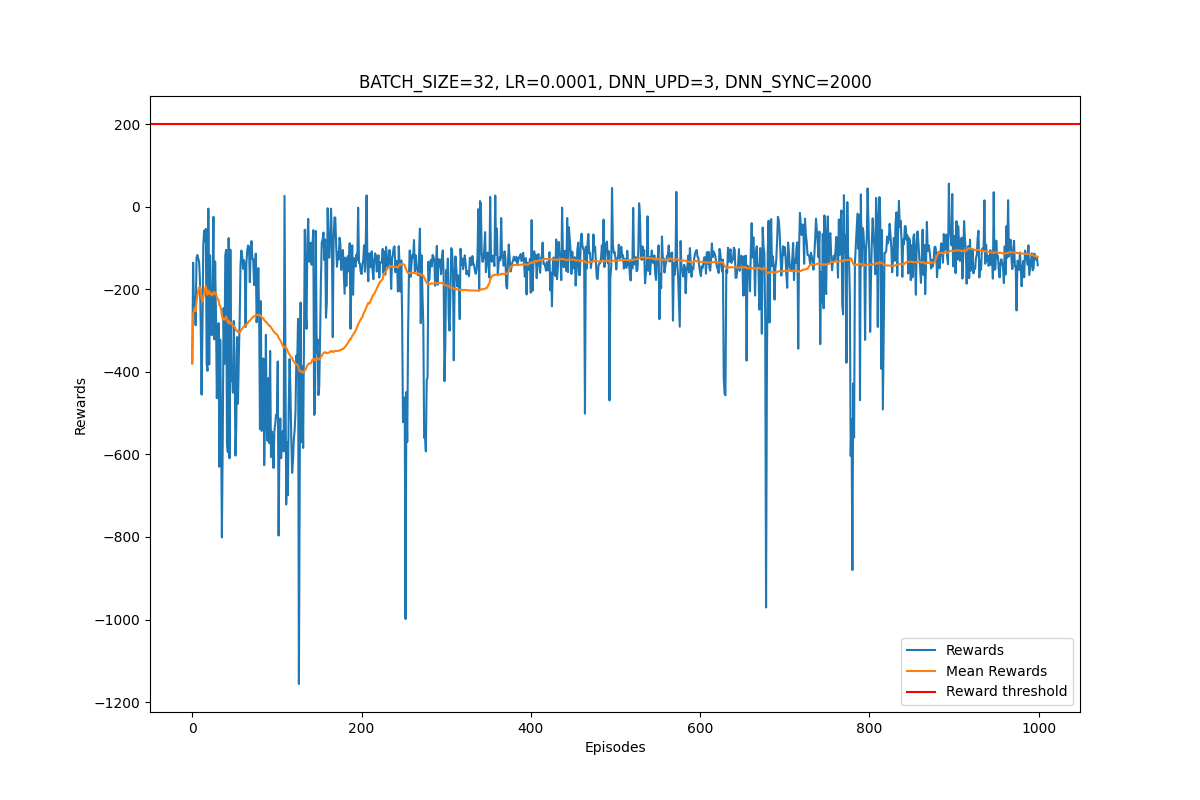 BATCH_SIZE=32, LR=0.0001, DNN_UPD=3, DNN_SYNC=2000
200
0
−200
−400
−600
−800
−1000
−1200
Rewards
0
200
400
600
800
1000
Episodes
Rewards
Mean Rewards
Reward threshold